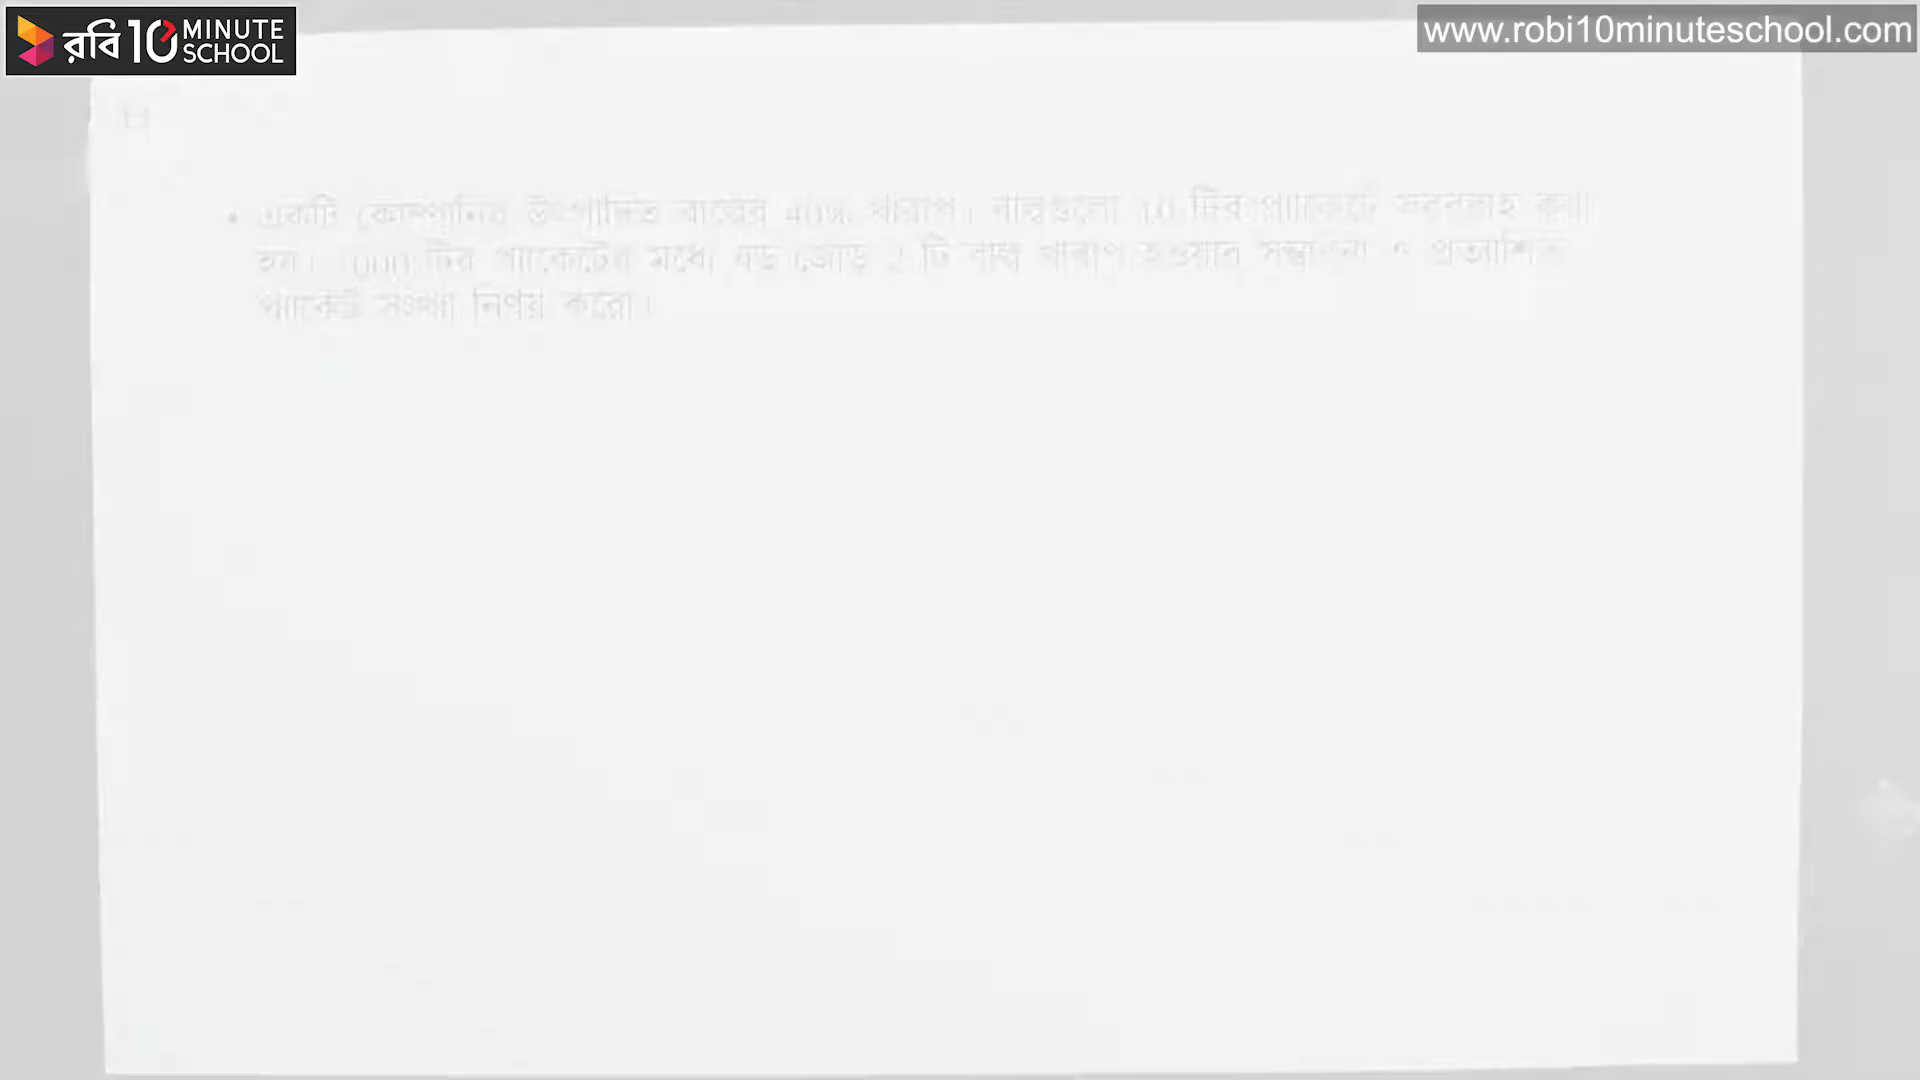 রবি 10 MINUTE SCHOOL
www.robi10minuteschool.com
একটি কোম্পানির উৎপাদিত বাল্বের 40% খারাপ। বাল্বগুলো 10 টির প্যাকেটে সরবরাহ করা
হয়। টির প্যাকেটের মধ্যে বড় জোড় 2 টি বাল্ব খারাপ হওয়ার সম্ভাবনা ও প্রত্যাশিত
প্যাকেট সংখ্যা নির্ণয় করো।